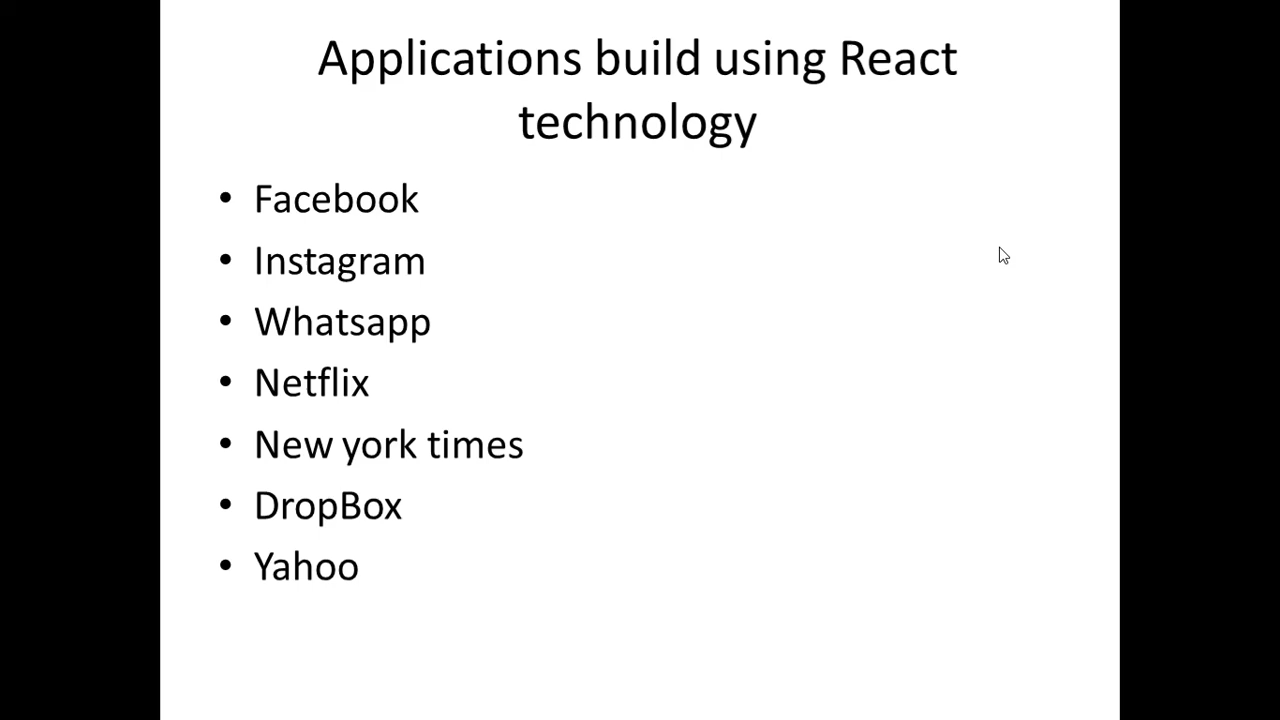 Applications build using React
technology
• Facebook
• Instagram
• Whatsapp
• Netflix
• New york times
• DropBox
• Yahoo